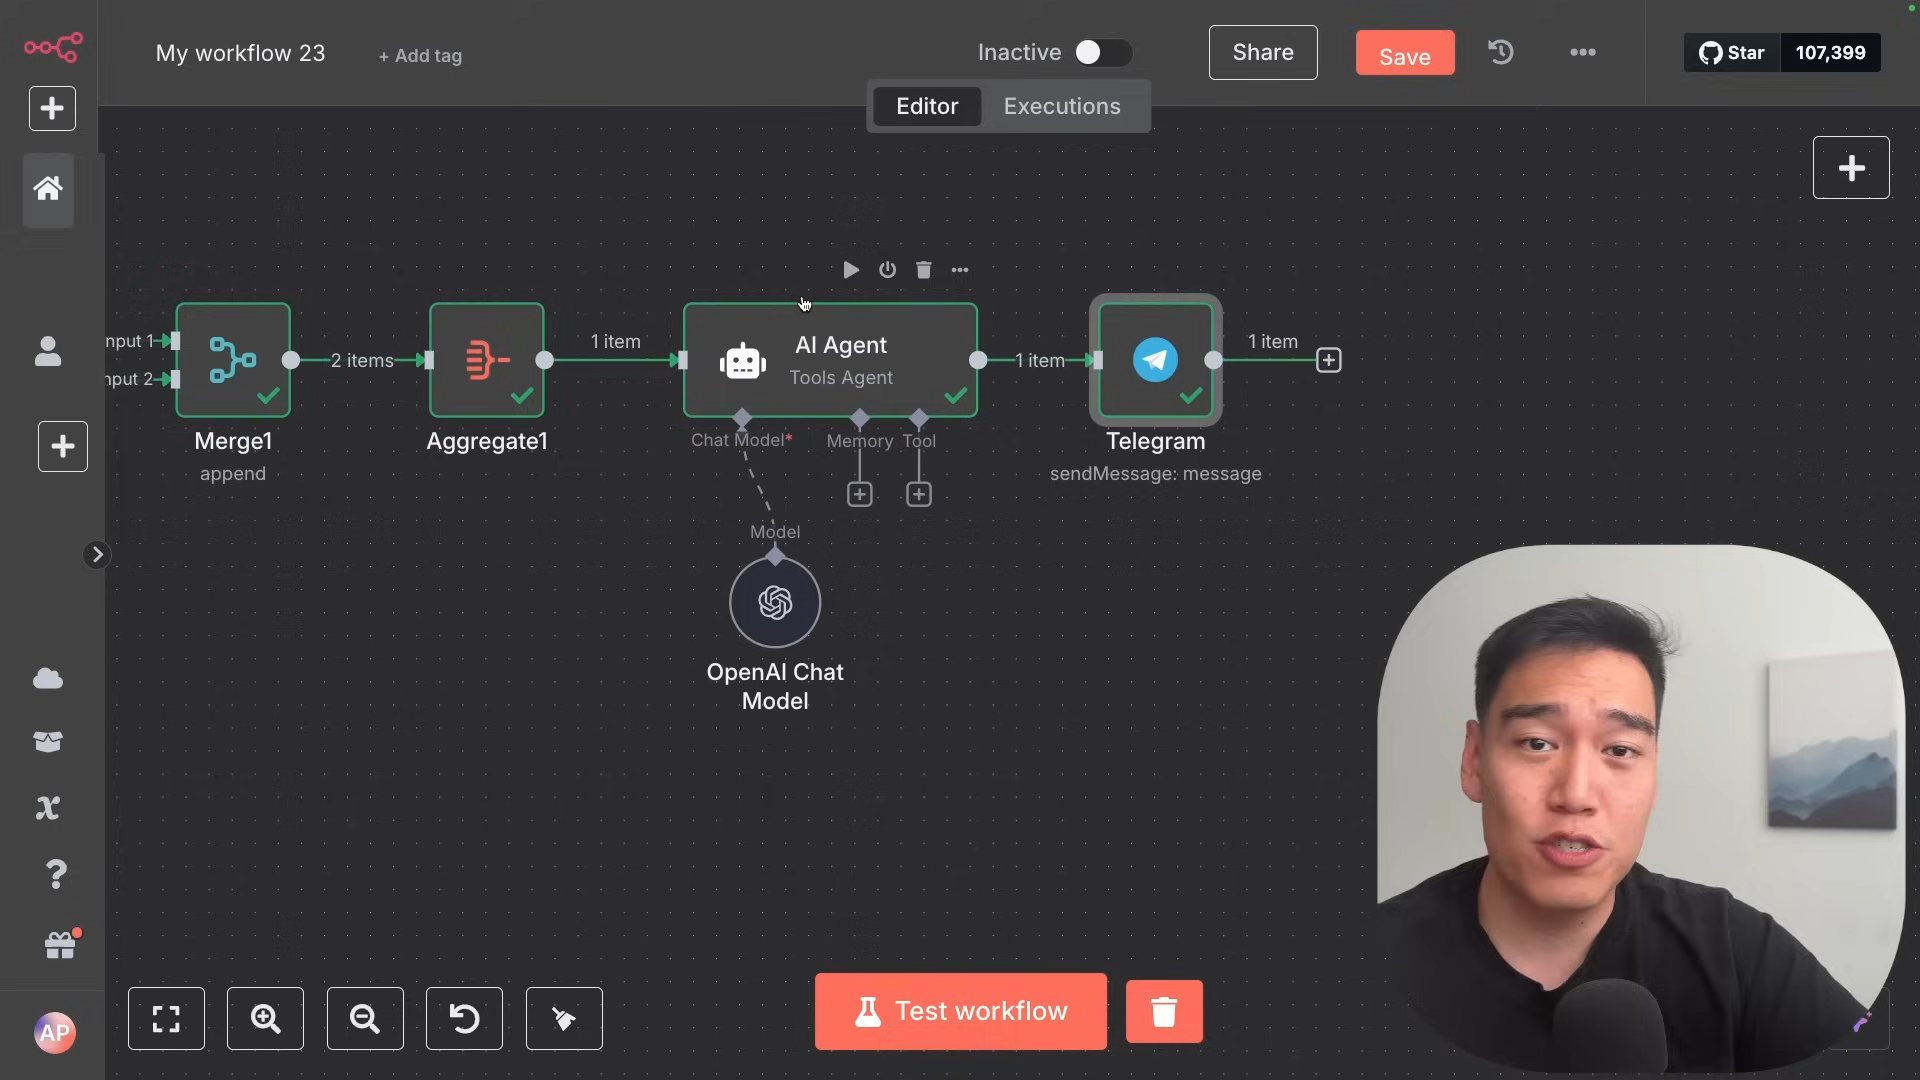 My workflow 23
+ Add tag
Inactive
Share
Save
Star
107,399
Editor
Executions
nput 1
nput 2
2 items
1 item
AI Agent
Tools Agent
1 item
1 item
Merge1
append
Aggregate1
Chat Model*
Memory
Tool
Telegram
sendMessage: message
Model
OpenAI Chat
Model
Test workflow
AP